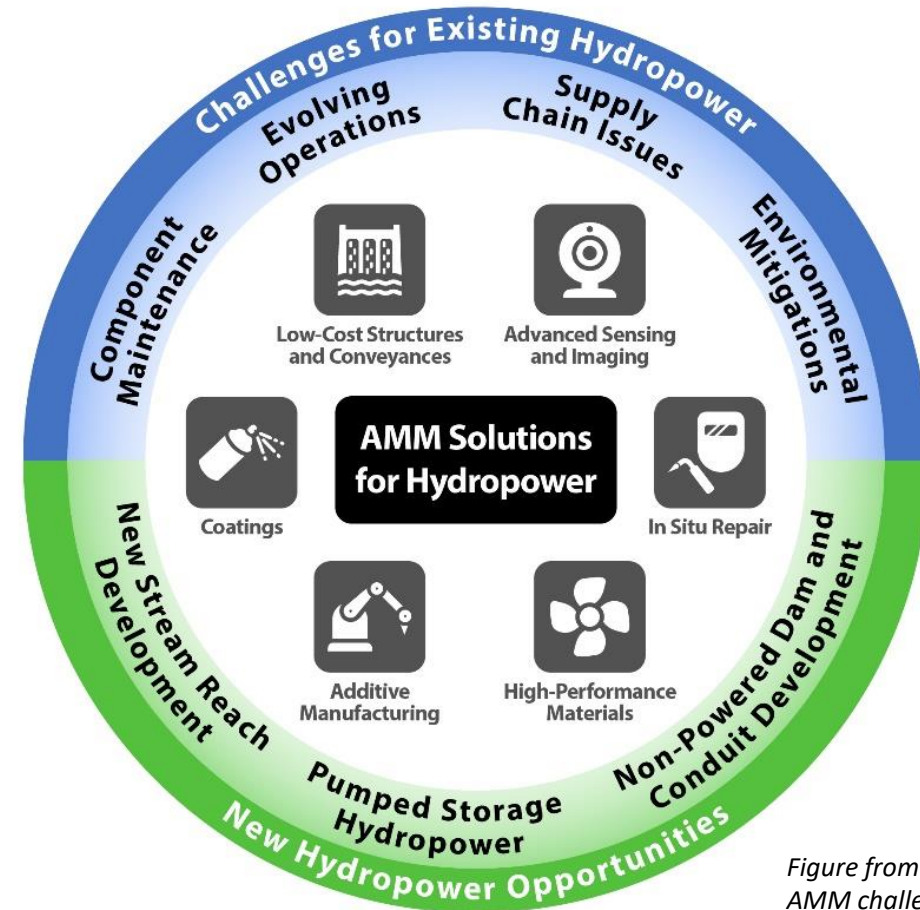 Challenges for Existing Hydropower
Component
Maintenance
Evolving
Operations
Supply
Chain Issues
Environmental
Mitigations
Low-Cost Structures
and Conveyances
Advanced Sensing
and Imaging
Coatings
AMM Solutions
for Hydropower
In Situ Repair
Additive
Manufacturing
High-Performance
Materials
New Stream Reach
Development
Pumped Storage
Hydropower
Non-Powered Dam and
Conduit Development
New Hydropower Opportunities
Figure from
AMM challe